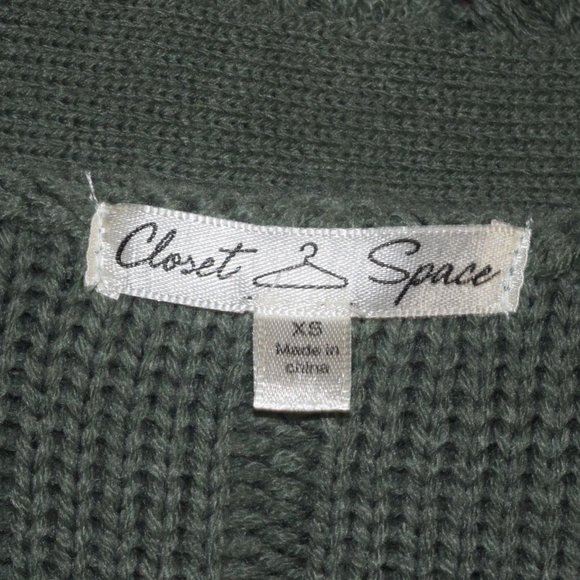 Closet Space
XS
Made in
china